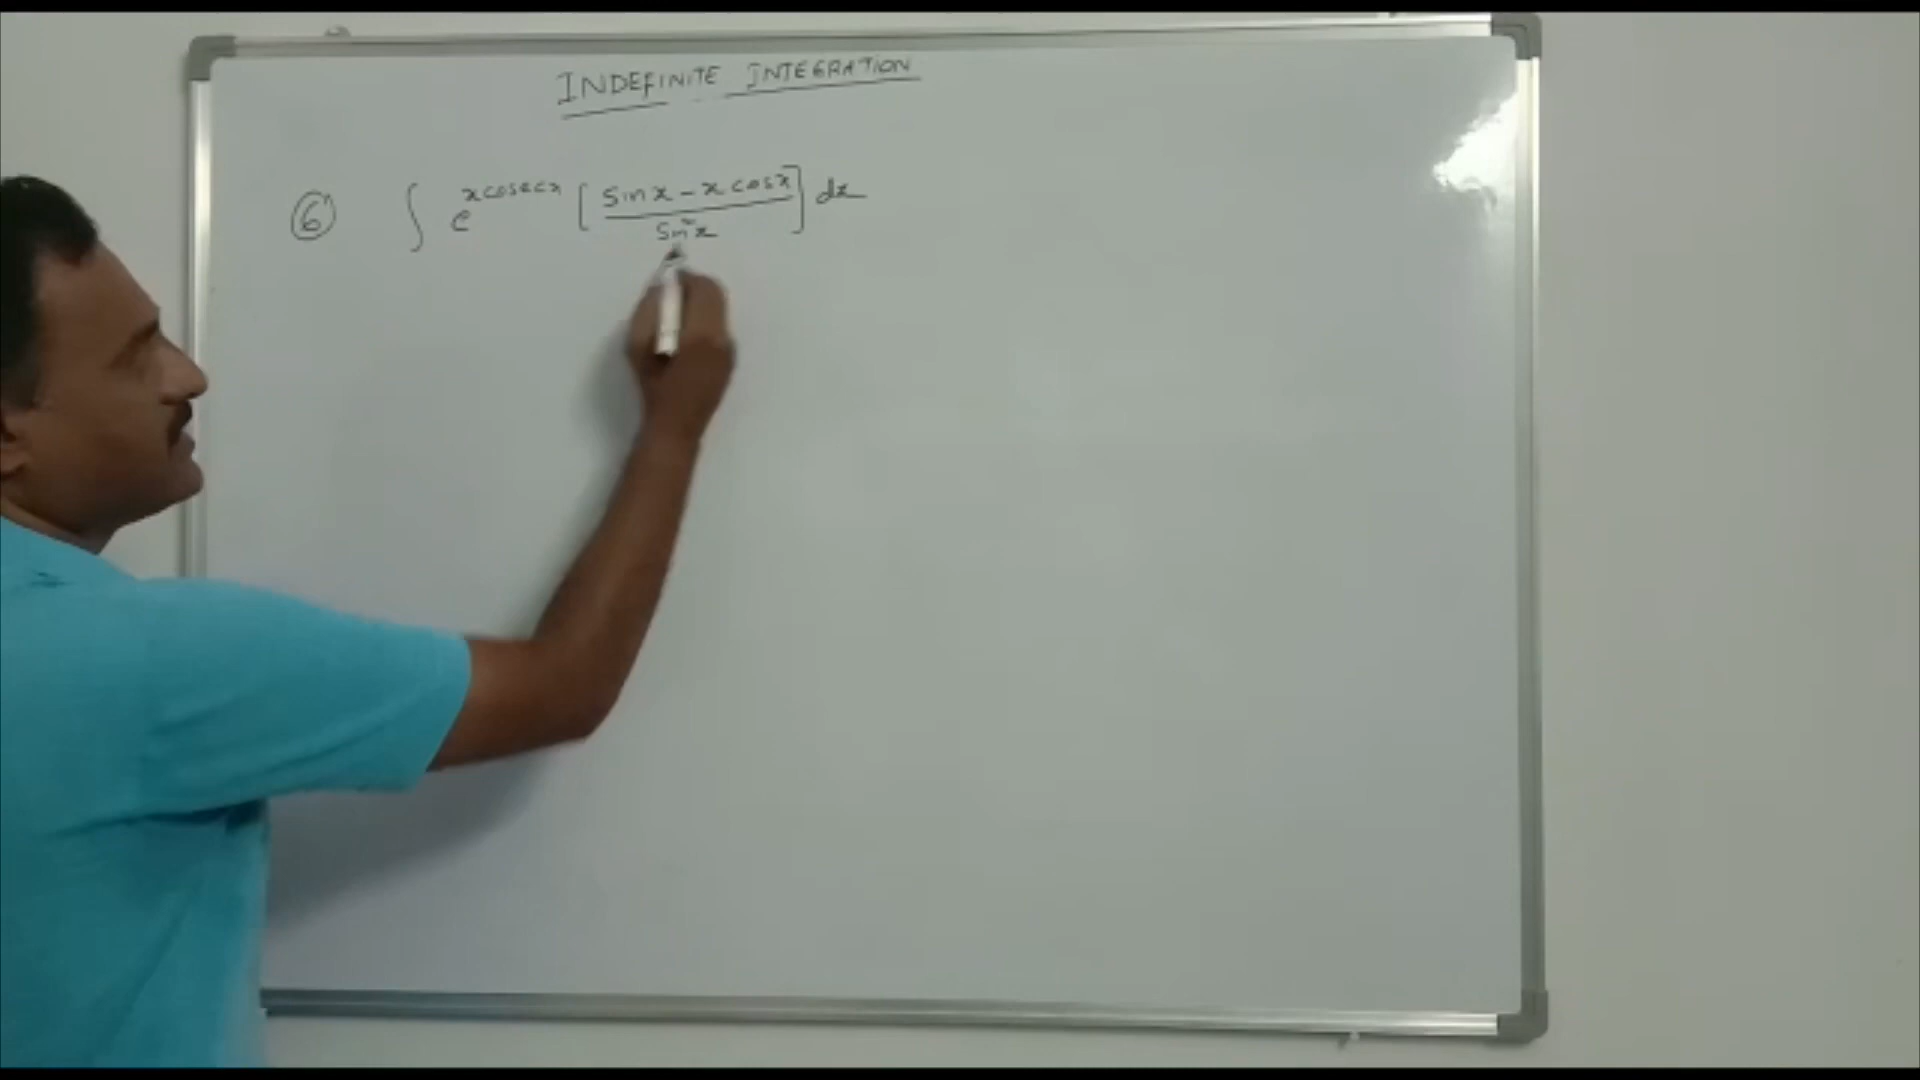 INDEFINITE INTEGRATION
⑥ ∫ e^{x cosec x} [ (sin x - x cos x) / sin²x ] dx